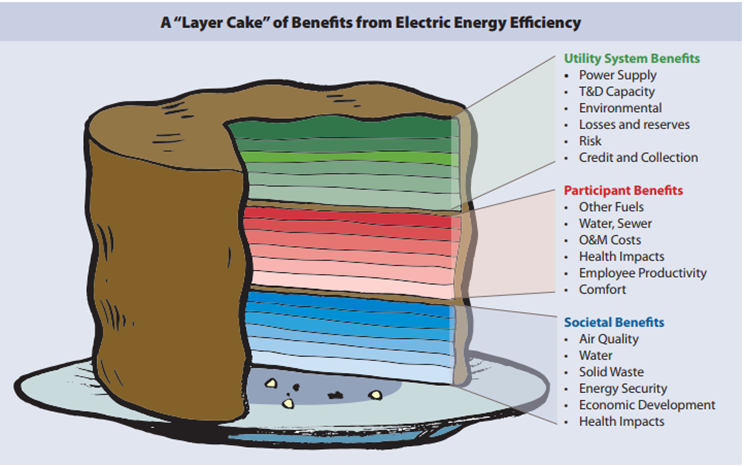 A “Layer Cake” of Benefits from Electric Energy Efficiency
Utility System Benefits
• Power Supply
• T&D Capacity
• Environmental
• Losses and reserves
• Risk
• Credit and Collection
Participant Benefits
• Other Fuels
• Water, Sewer
• O&M Costs
• Health Impacts
• Employee Productivity
• Comfort
Societal Benefits
• Air Quality
• Water
• Solid Waste
• Energy Security
• Economic Development
• Health Impacts